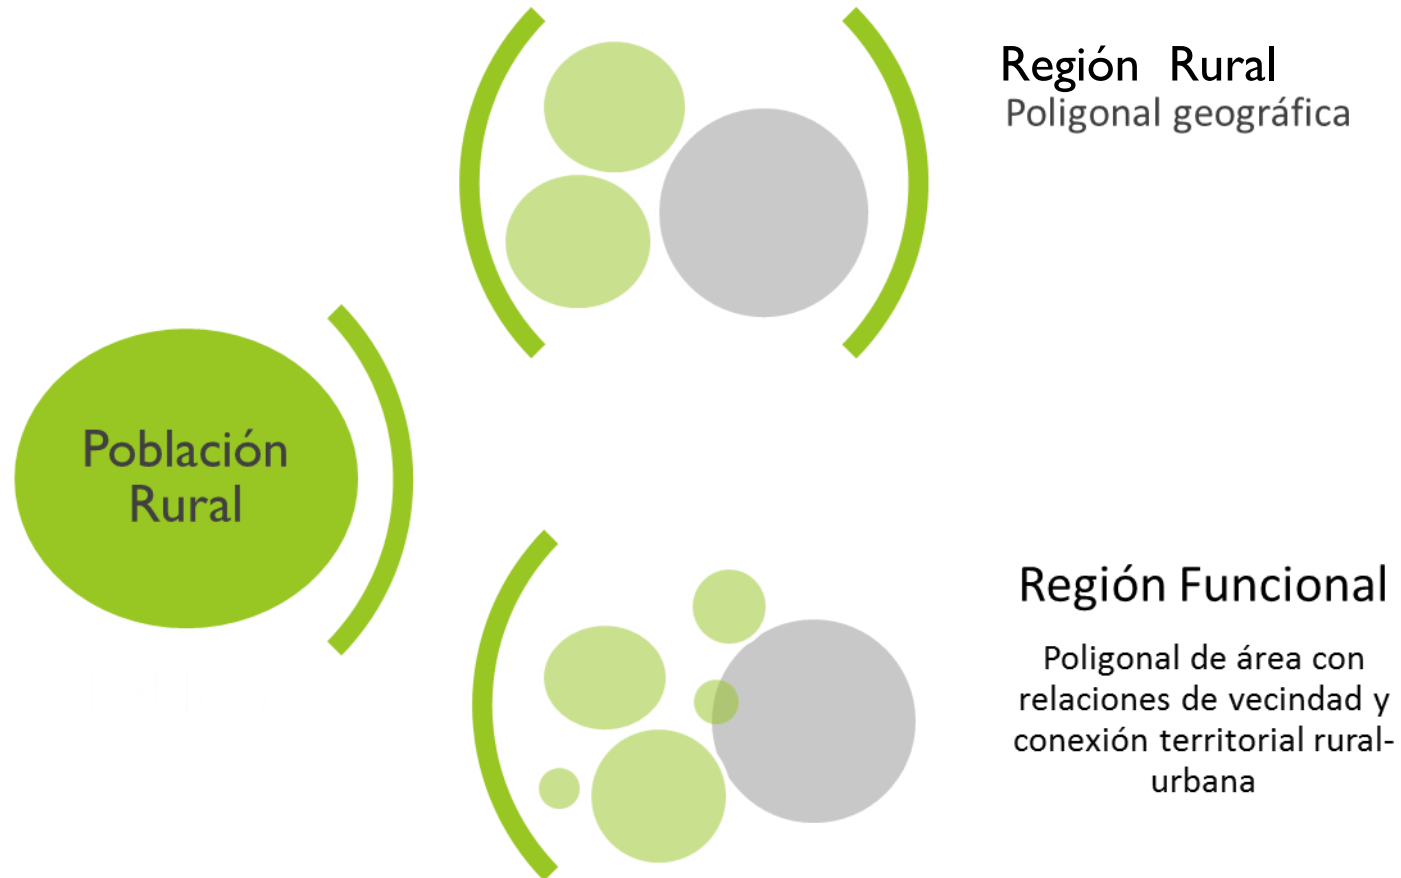 Región Rural
Poligonal geográfica
Población
Rural
Región Funcional
Poligonal de área con
relaciones de vecindad y
conexión territorial rural-
urbana